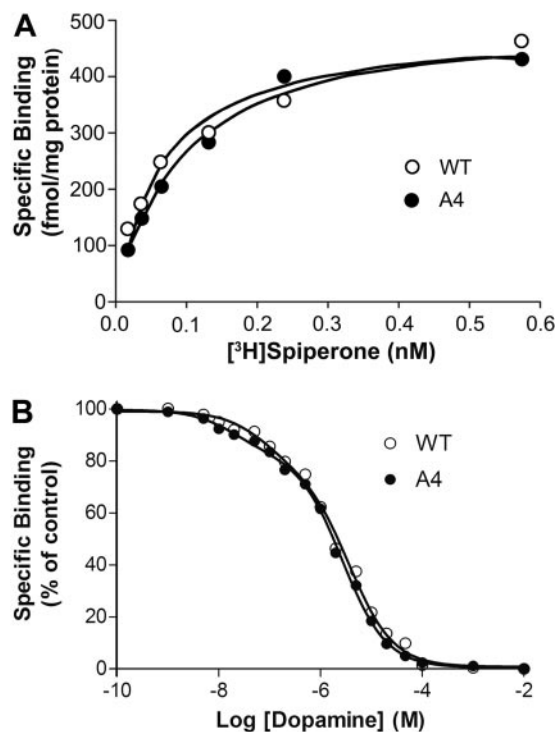 A
Specific Binding
(fmol/mg protein)
500
400
300
200
100
0
WT
A4
0.0
0.1
0.2
0.3
0.4
0.5
0.6
[³H]Spiperone (nM)
B
Specific Binding
(% of control)
100
80
60
40
20
0
WT
A4
-10
-8
-6
-4
-2
Log [Dopamine] (M)